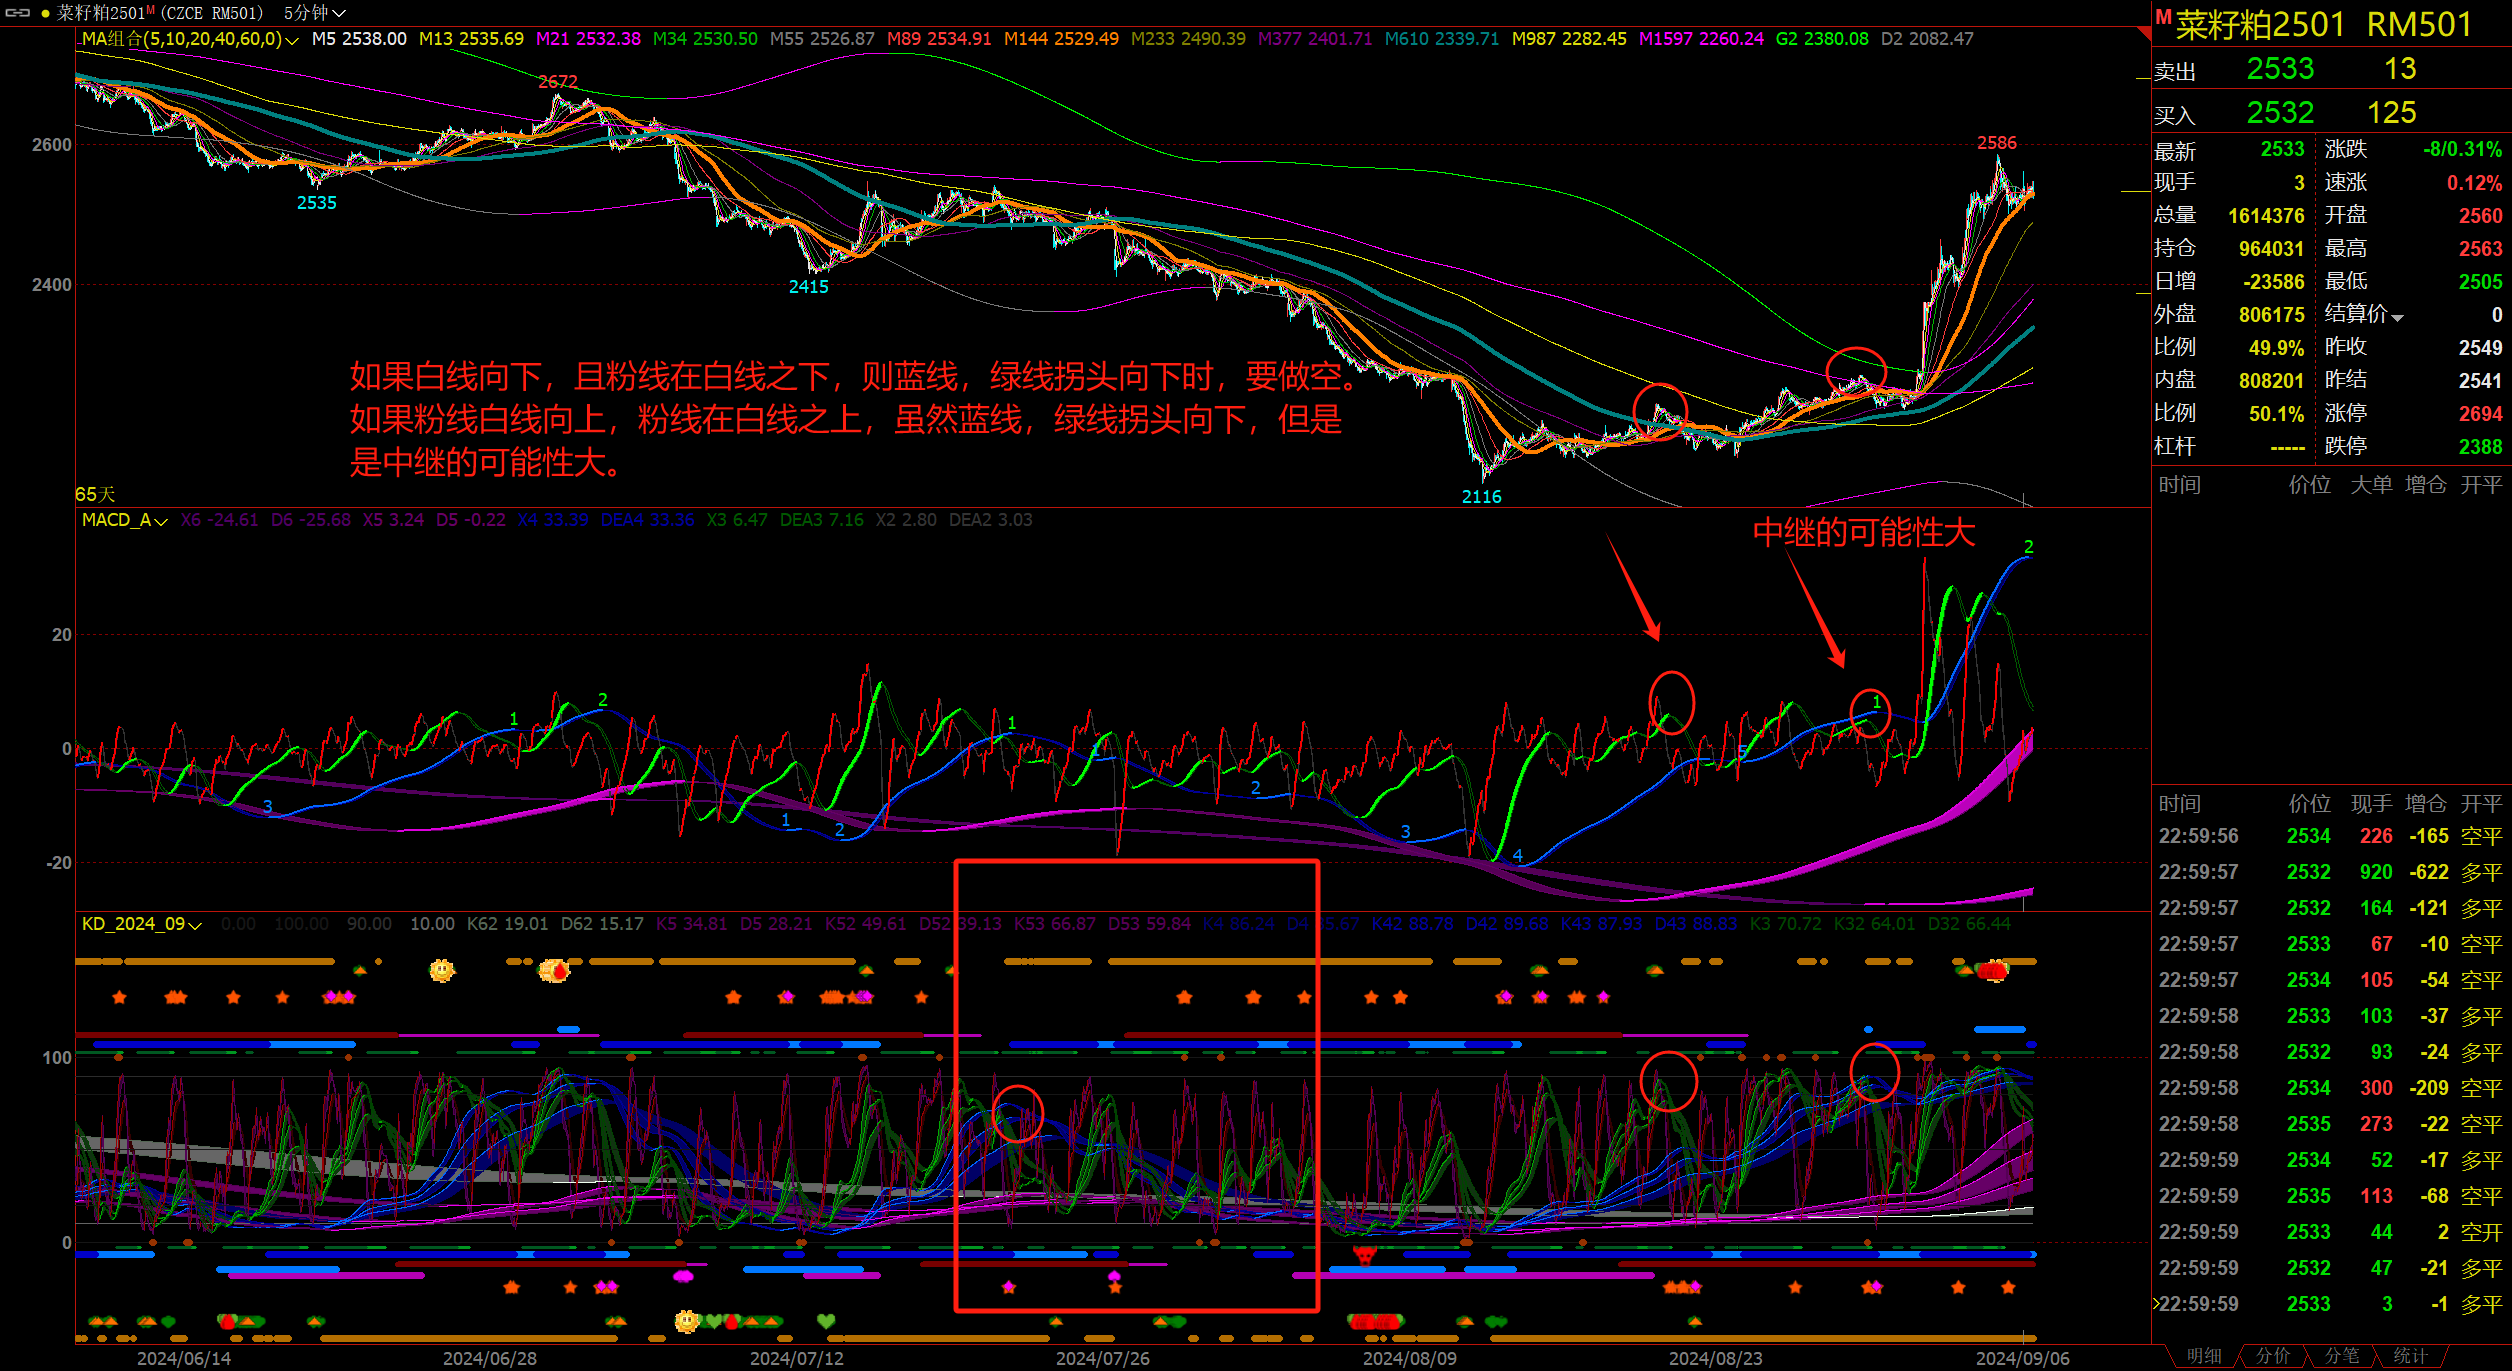 菜籽粕2501 M (CZCE RM501) 5分钟
MA组合(5,10,20,40,60,0) M5 2538.00 M13 2535.69 M21 2532.38 M34 2530.50 M55 2526.87 M89 2534.91 M144 2529.49 M233 2490.39 M377 2401.71 M610 2339.71 M987 2282.45 M1597 2260.24 G2 2380.08 D2 2082.47
2672
2600
2586
2535
2400
2415
如果白线向下，且粉线在白线之下，则蓝线，绿线拐头向下时，要做空。
如果粉线白线向上，粉线在白线之上，虽然蓝线，绿线拐头向下，但是
是中继的可能性大。
65天
2116
MACD_A X6 -24.61 D6 -25.68 X5 3.24 D5 -0.22 X4 33.39 DEA4 33.36 X3 6.47 DEA3 7.16 X2 2.80 DEA2 3.03
中继的可能性大
2
20
1 2 1 1
0
1 5
3 2
1 2 3
4
-20
KD_2024_09 0.00 100.00 90.00 10.00 K62 19.01 D62 15.17 K5 34.81 D5 28.21 K52 49.61 D52 39.13 K53 66.87 D53 59.84 K4 86.24 K42 88.78 D42 89.68 K43 87.93 D43 88.83 K3 70.72 K32 64.01 D32 66.44
100
0
2024/06/14 2024/06/28 2024/07/12 2024/07/26 2024/08/09 2024/08/23 2024/09/06
M 菜籽粕2501 RM501
卖出 2533 13
买入 2532 125
最新 2533 涨跌 -8/0.31%
现手 3 速涨 0.12%
总量 1614376 开盘 2560
持仓 964031 最高 2563
日增 -23586 最低 2505
外盘 806175 结算价 0
比例 49.9% 昨收 2549
内盘 808201 昨结 2541
比例 50.1% 涨停 2694
杠杆 ----- 跌停 2388
时间 价位 大单 增仓 开平
时间 价位 现手 增仓 开平
22:59:56 2534 226 -165 空平
22:59:57 2532 920 -622 多平
22:59:57 2532 164 -121 多平
22:59:57 2533 67 -10 空平
22:59:57 2534 105 -54 空平
22:59:58 2533 103 -37 多平
22:59:58 2532 93 -24 多平
22:59:58 2534 300 -209 空平
22:59:58 2535 273 -22 空平
22:59:59 2534 52 -17 多平
22:59:59 2535 113 -68 空平
22:59:59 2533 44 2 空开
22:59:59 2532 47 -21 多平
22:59:59 2533 3 -1 多平
明细 分价 分笔 统计